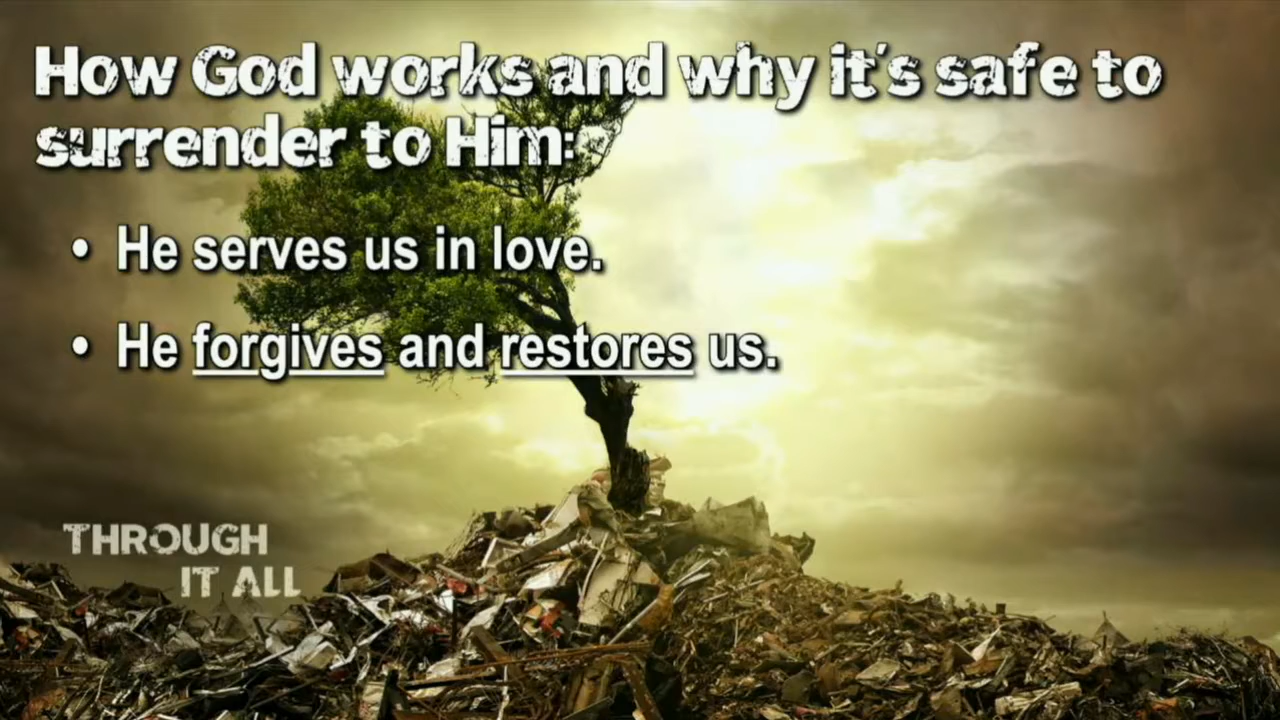 How God works and why it's safe to
surrender to Him:
• He serves us in love.
• He forgives and restores us.
THROUGH
IT ALL